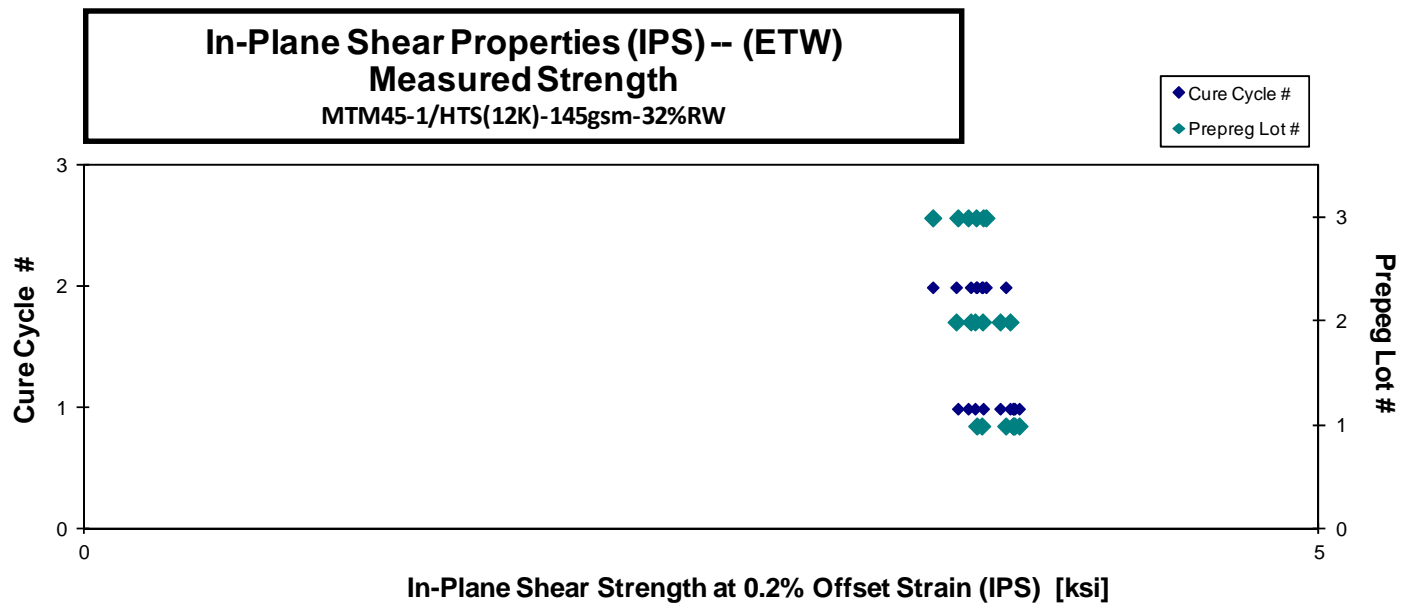 In-Plane Shear Properties (IPS) -- (ETW)
Measured Strength
MTM45-1/HTS(12K)-145gsm-32%RW
Cure Cycle #
Prepreg Lot #
3
2
1
0
Cure Cycle #
3
2
1
0
Prepeg Lot #
0
5
In-Plane Shear Strength at 0.2% Offset Strain (IPS) [ksi]